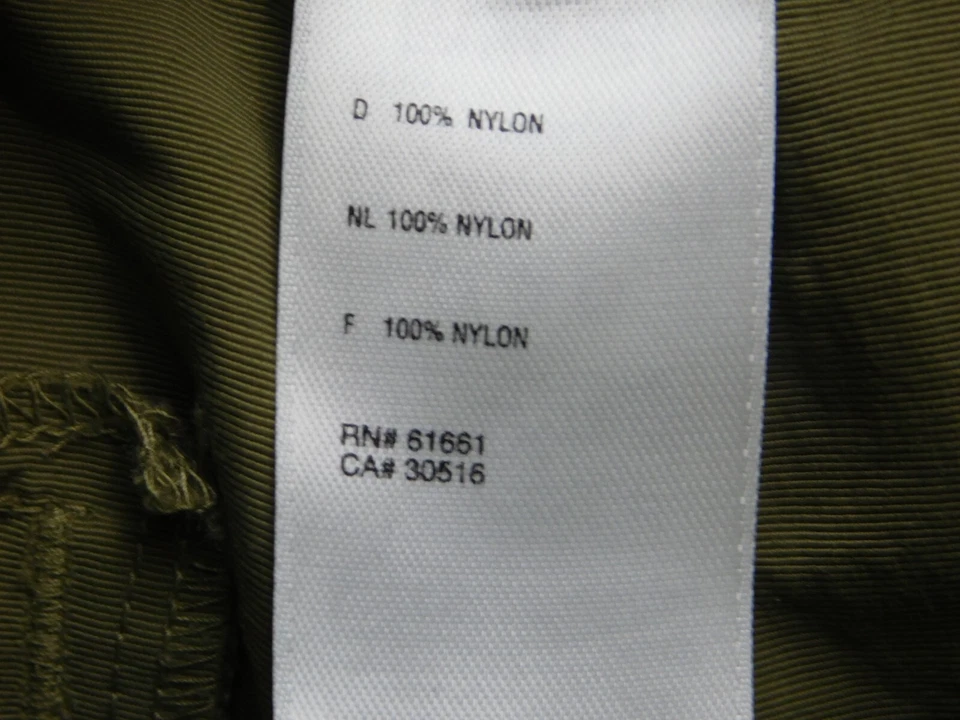 D 100% NYLON
NL 100% NYLON
F 100% NYLON
RN# 61661
CA# 30516